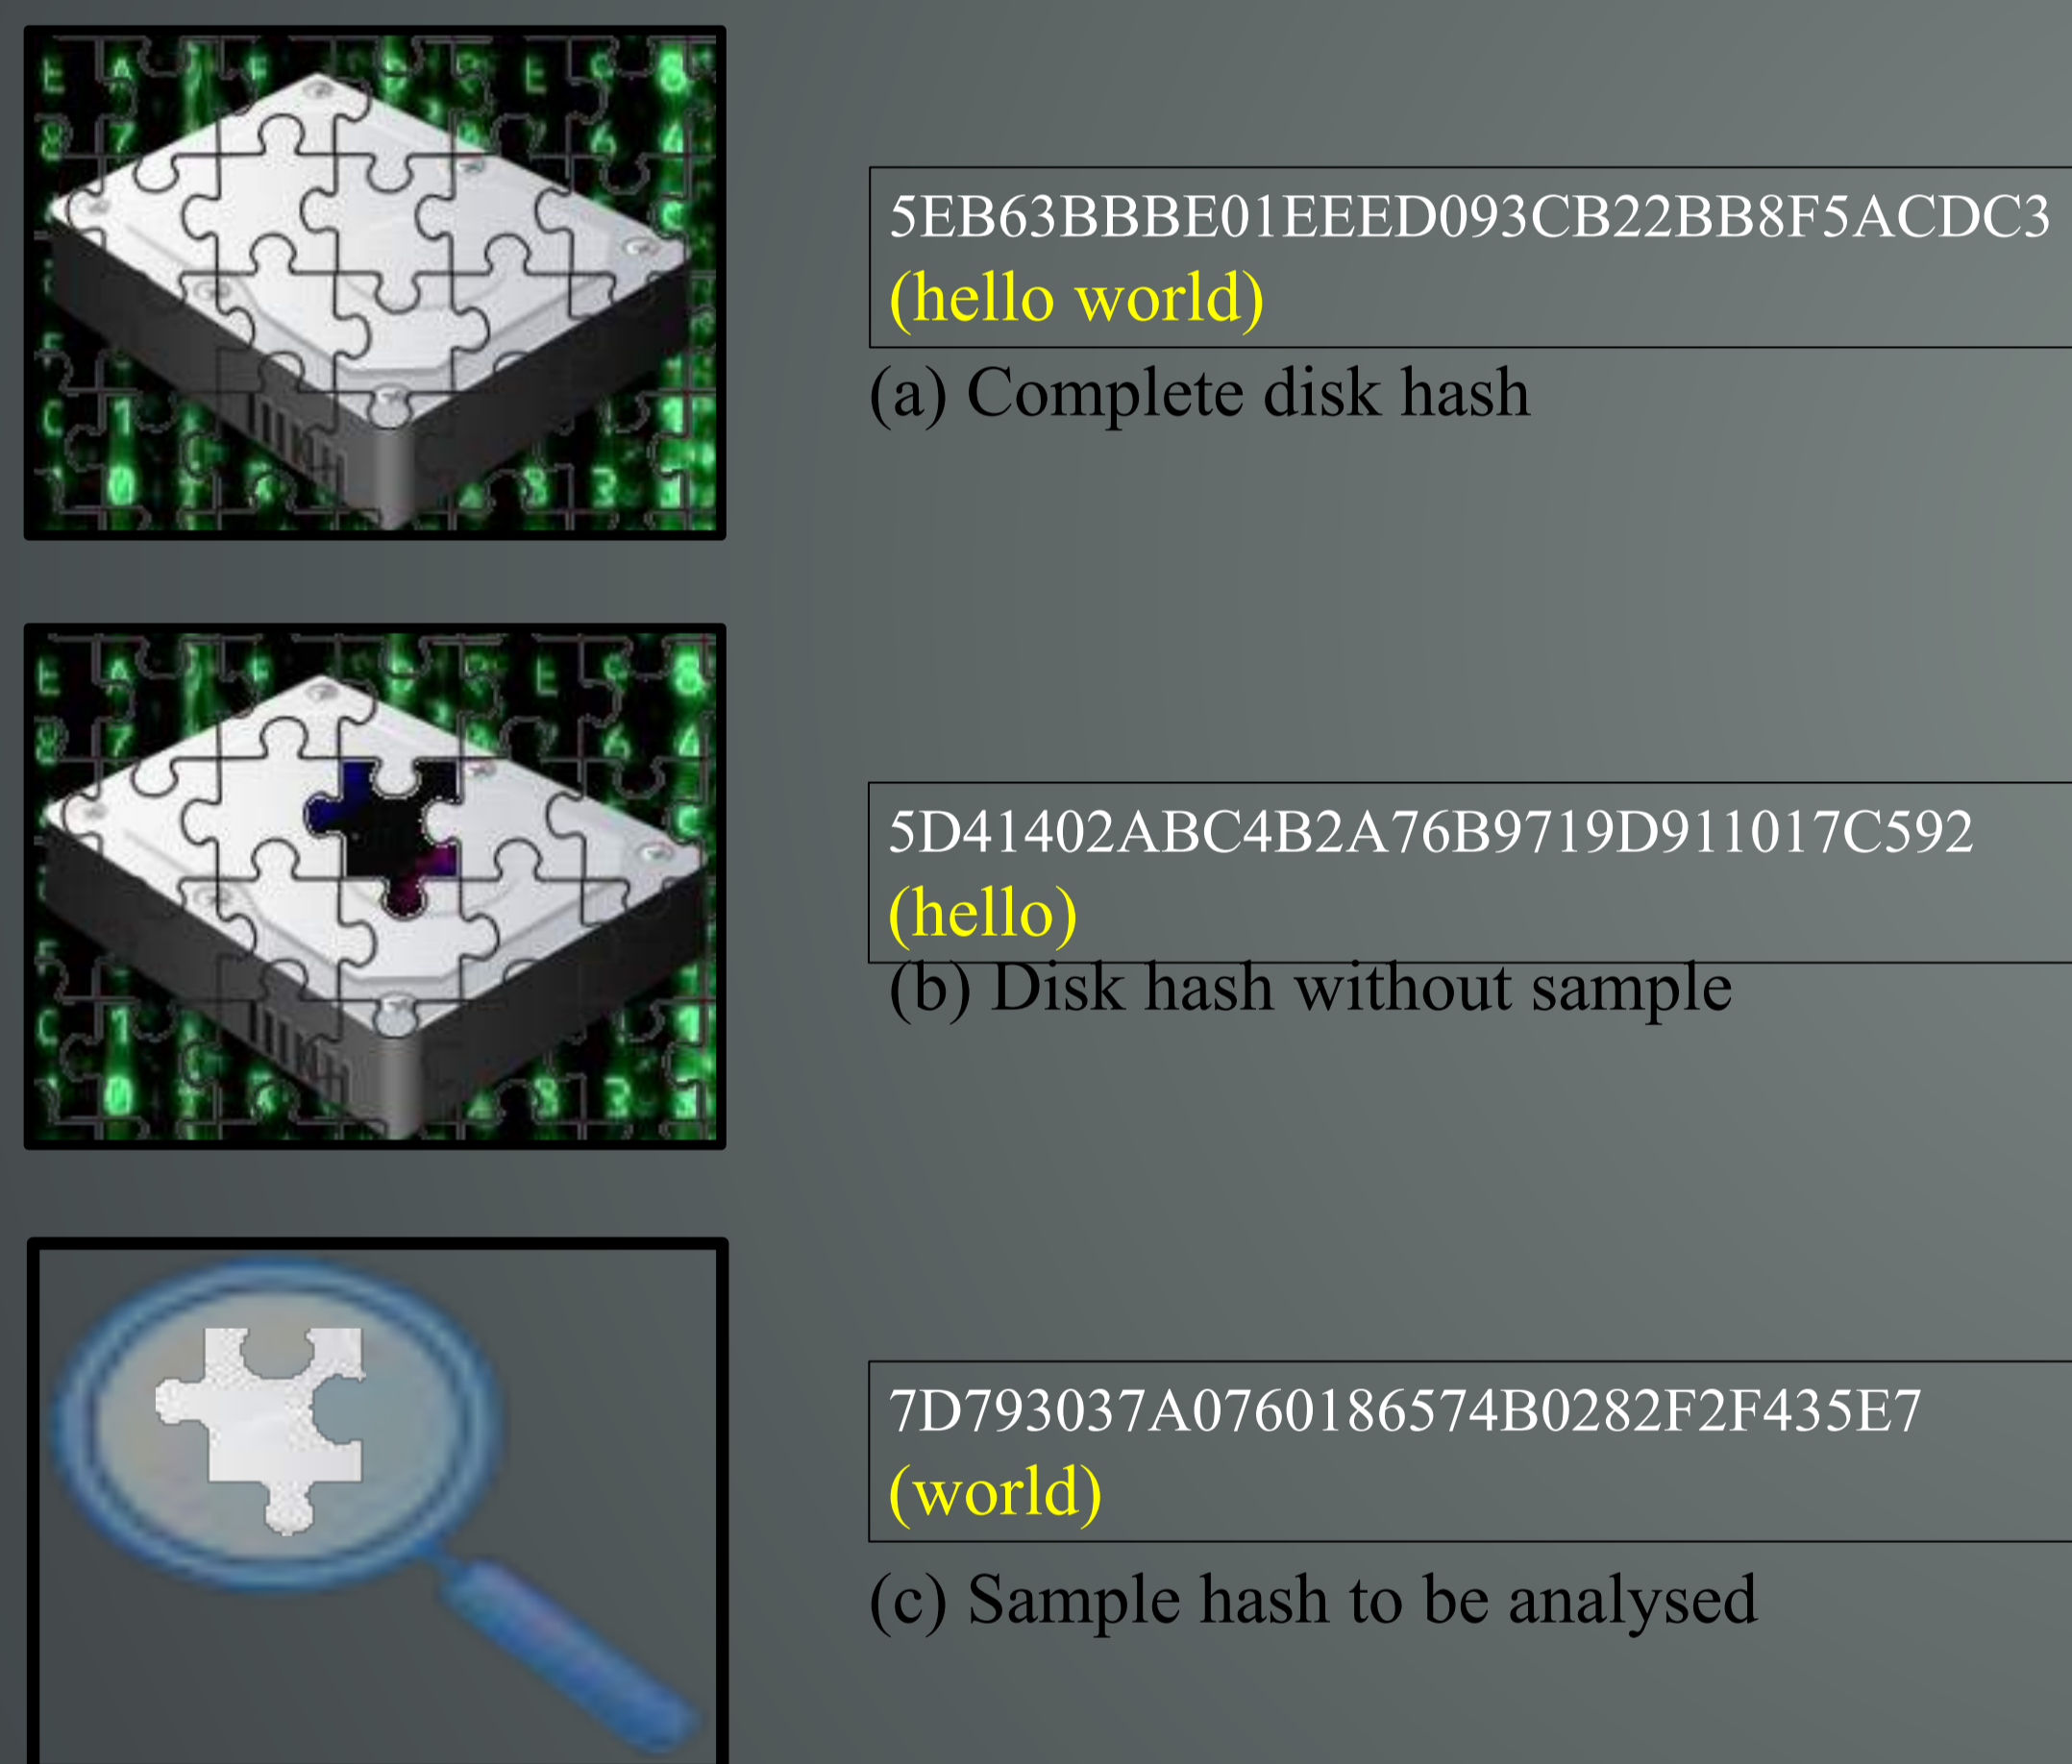 5EB63BBBE01EEED093CB22BB8F5ACDC3
(hello world)
(a) Complete disk hash
5D41402ABC4B2A76B9719D911017C592
(hello)
(b) Disk hash without sample
7D793037A0760186574B0282F2F435E7
(world)
(c) Sample hash to be analysed